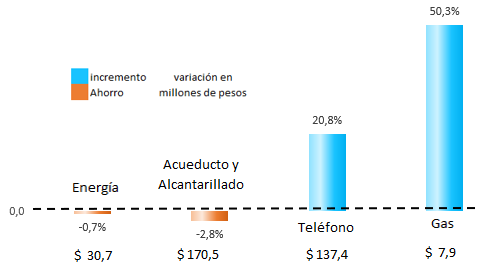 50,3%
incremento variación en
Ahorro millones de pesos
20,8%
Acueducto y
Alcantarillado
Energía
0,0
-0,7%
-2,8%
Teléfono
Gas
$ 30,7 $170,5 $137,4 $ 7,9